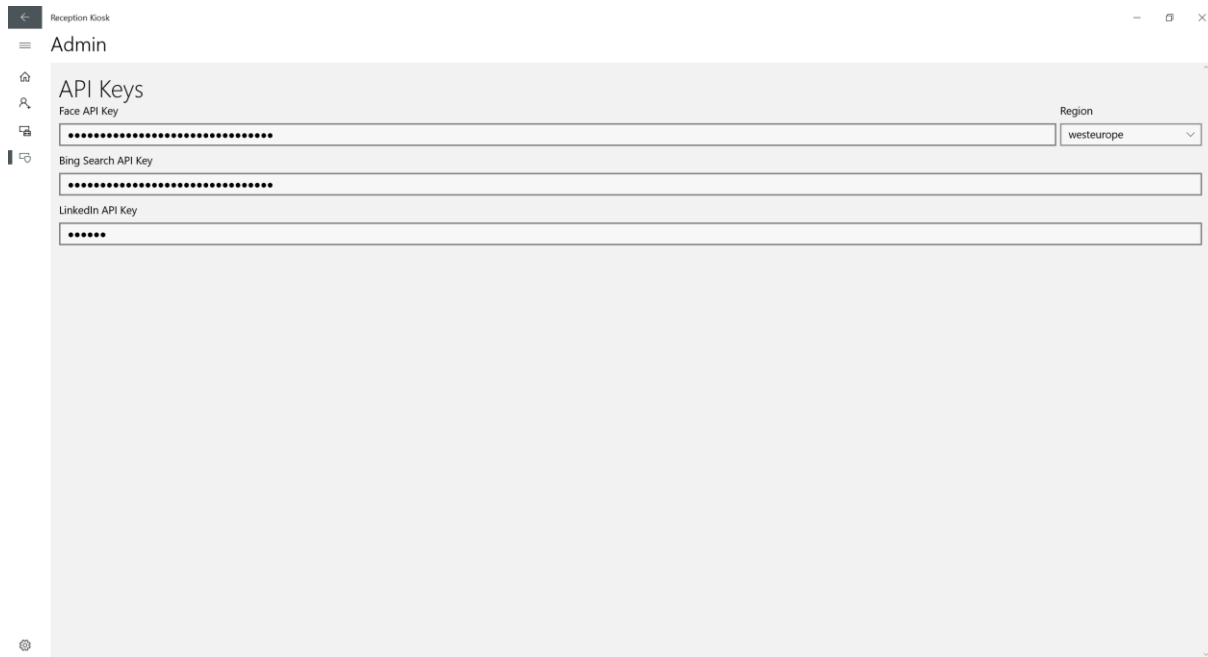 Reception Kiosk
Admin
API Keys
Face API Key
Region
●●●●●●●●●●●●●●●●●●●●●●●●●●●●●●●●
westeurope
Bing Search API Key
●●●●●●●●●●●●●●●●●●●●●●●●●●●●●●●●
LinkedIn API Key
●●●●●●